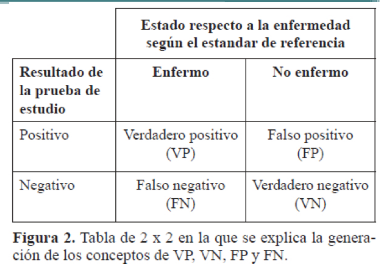 Estado respecto a la enfermedad
según el estandar de referencia
Resultado de
la prueba de
estudio
Enfermo
No enfermo
Positivo
Verdadero positivo
(VP)
Falso positivo
(FP)
Negativo
Falso negativo
(FN)
Verdadero negativo
(VN)
Figura 2. Tabla de 2 x 2 en la que se explica la genera-
ción de los conceptos de VP, VN, FP y FN.